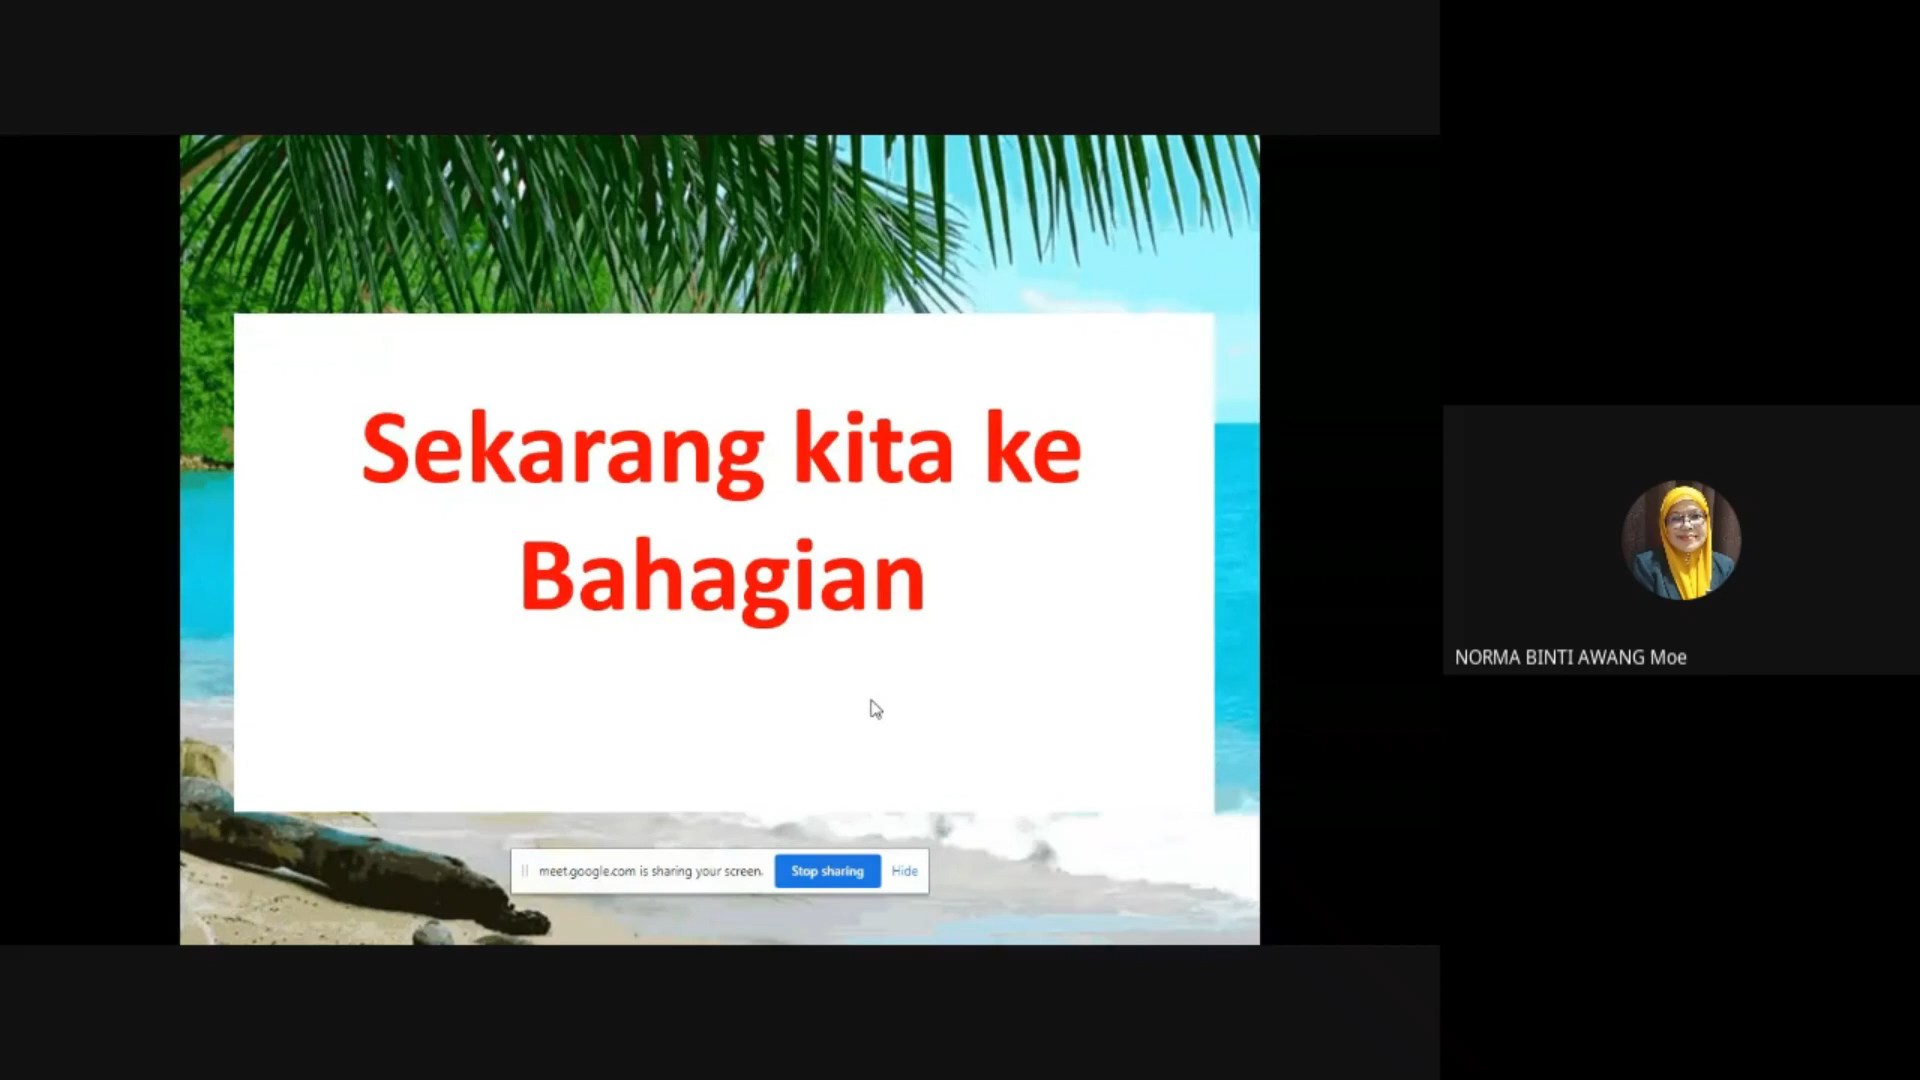 Sekarang kita ke
Bahagian
meet.google.com is sharing your screen.
Stop sharing
Hide
NORMA BINTI AWANG Moe